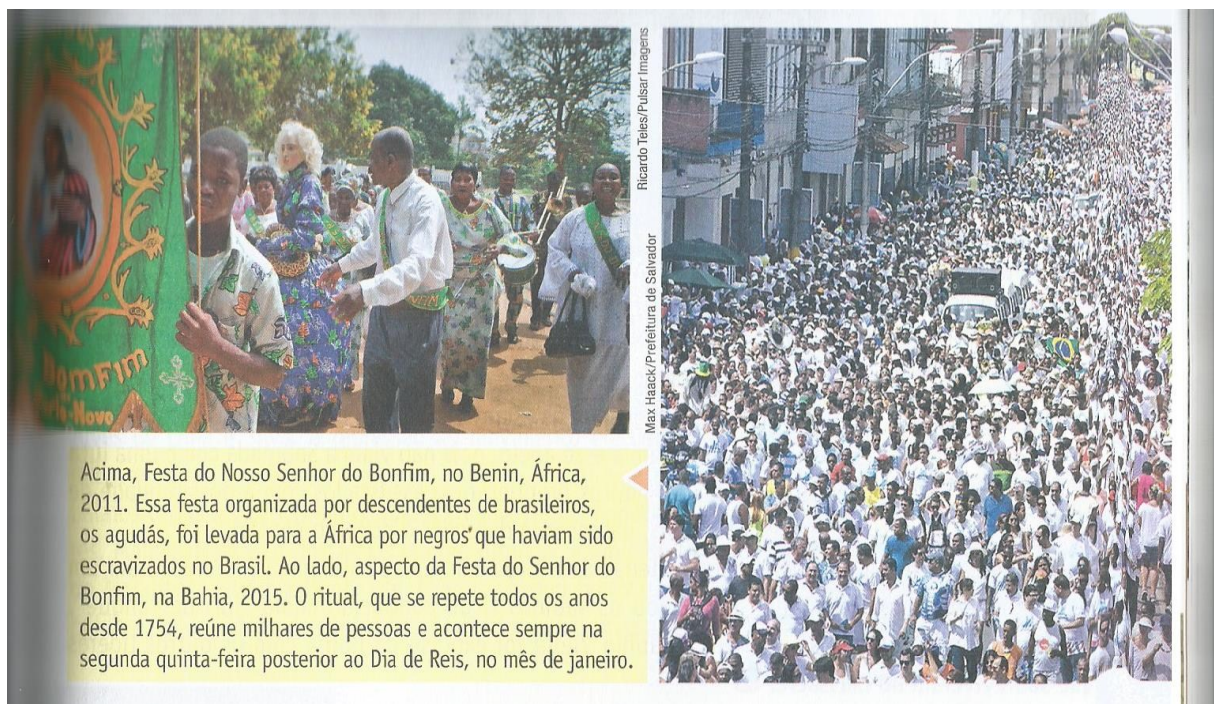 Ricardo Teles/Pulsar Imagens
Max Haack/Prefeitura de Salvador
BomFim
Novo
Acima, Festa do Nosso Senhor do Bonfim, no Benin, África,
2011. Essa festa organizada por descendentes de brasileiros,
os agudás, foi levada para a África por negros que haviam sido
escravizados no Brasil. Ao lado, aspecto da Festa do Senhor do
Bonfim, na Bahia, 2015. O ritual, que se repete todos os anos
desde 1754, reúne milhares de pessoas e acontece sempre na
segunda quinta-feira posterior ao Dia de Reis, no mês de janeiro.